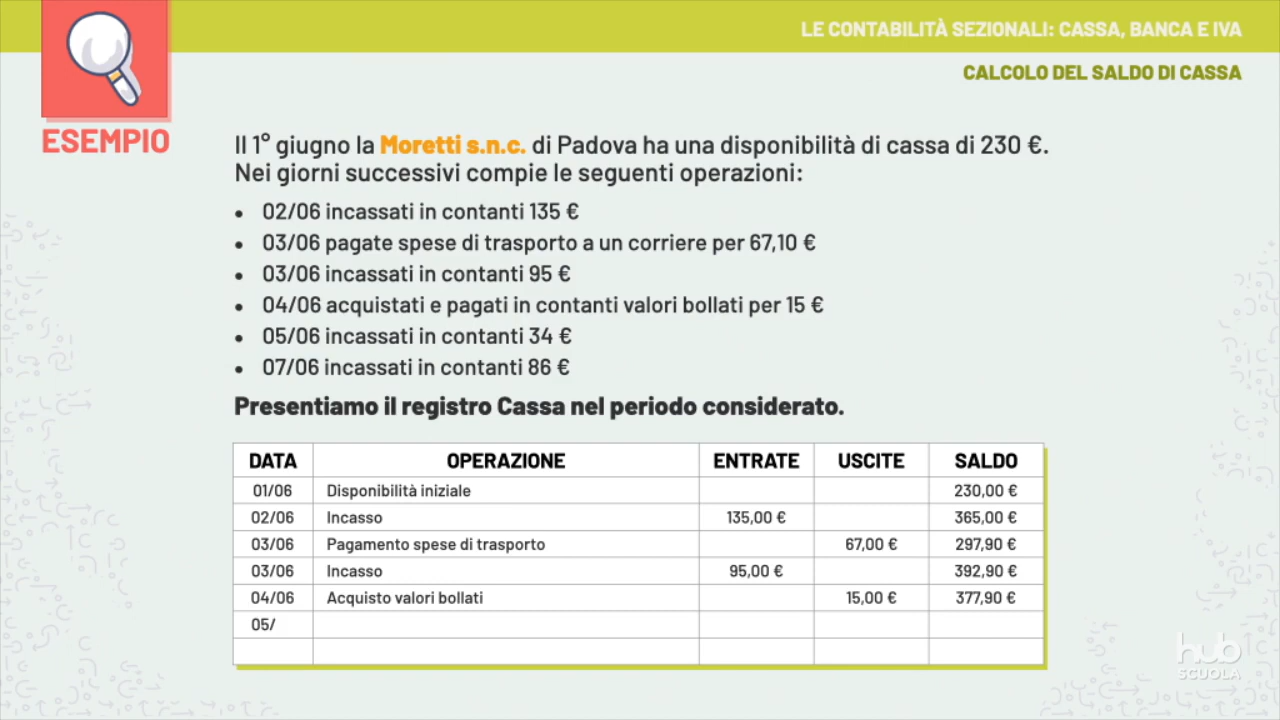 LE CONTABILITÀ SEZIONALI: CASSA, BANCA E IVA
CALCOLO DEL SALDO DI CASSA
ESEMPIO
Il 1° giugno la Moretti s.n.c. di Padova ha una disponibilità di cassa di 230 €.
Nei giorni successivi compie le seguenti operazioni:
• 02/06 incassati in contanti 135 €
• 03/06 pagate spese di trasporto a un corriere per 67,10 €
• 03/06 incassati in contanti 95 €
• 04/06 acquistati e pagati in contanti valori bollati per 15 €
• 05/06 incassati in contanti 34 €
• 07/06 incassati in contanti 86 €
Presentiamo il registro Cassa nel periodo considerato.
DATA OPERAZIONE ENTRATE USCITE SALDO
01/06 Disponibilità iniziale 230,00 €
02/06 Incasso 135,00 € 365,00 €
03/06 Pagamento spese di trasporto 67,00 € 297,90 €
03/06 Incasso 95,00 € 392,90 €
04/06 Acquisto valori bollati 15,00 € 377,90 €
05/
hub
SCUOLA